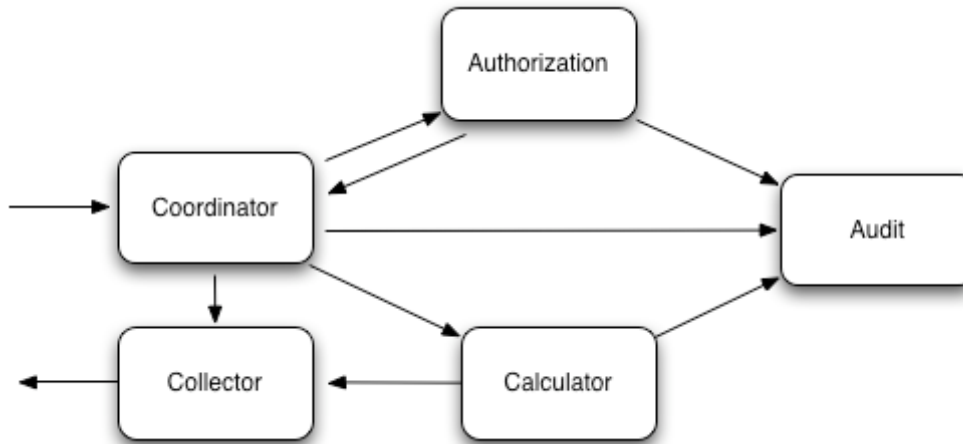 Authorization
Coordinator
Audit
Collector
Calculator